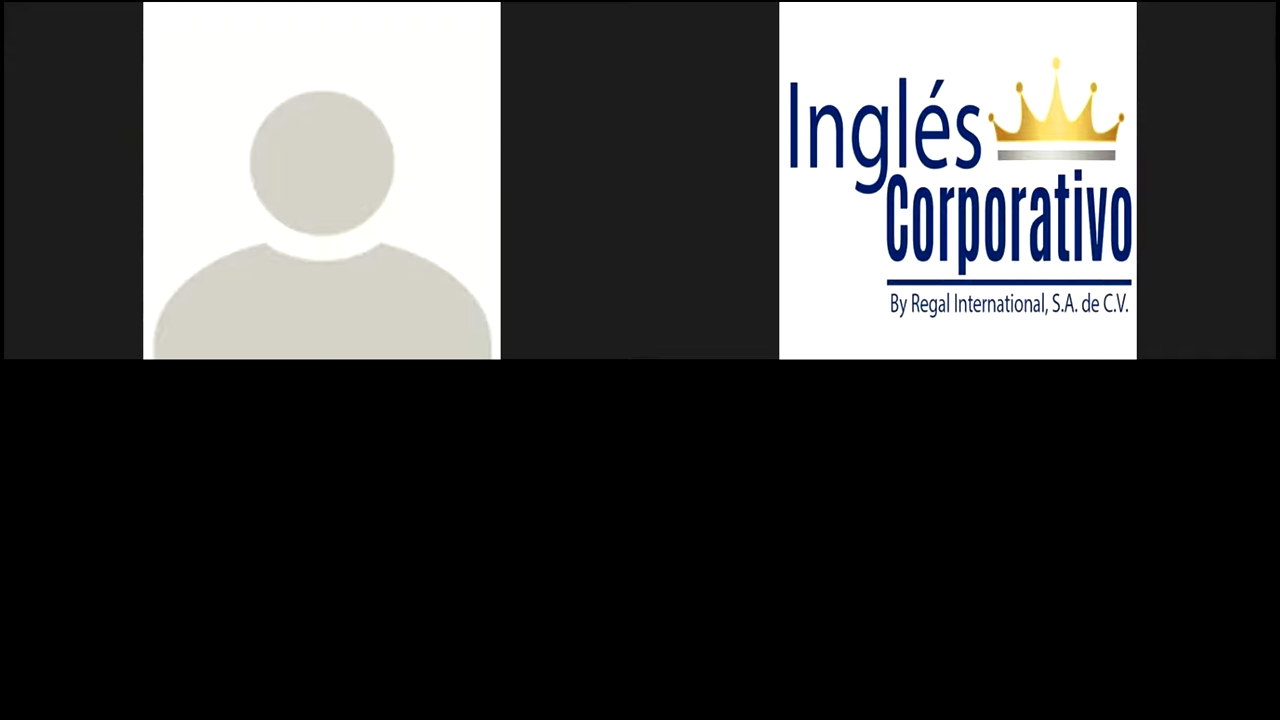 Inglés
Corporativo
By Regal International, S.A. de C.V.